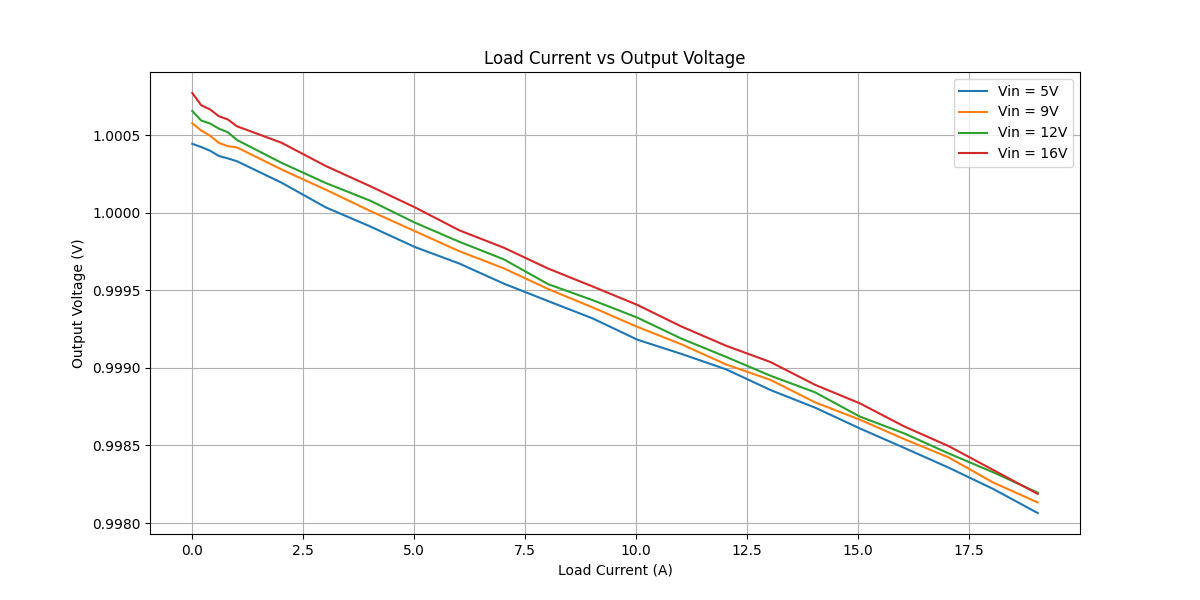 Load Current vs Output Voltage
Vin = 5V
Vin = 9V
Vin = 12V
Vin = 16V
1.0005
1.0000
0.9995
0.9990
0.9985
0.9980
Output Voltage (V)
0.0 2.5 5.0 7.5 10.0 12.5 15.0 17.5
Load Current (A)